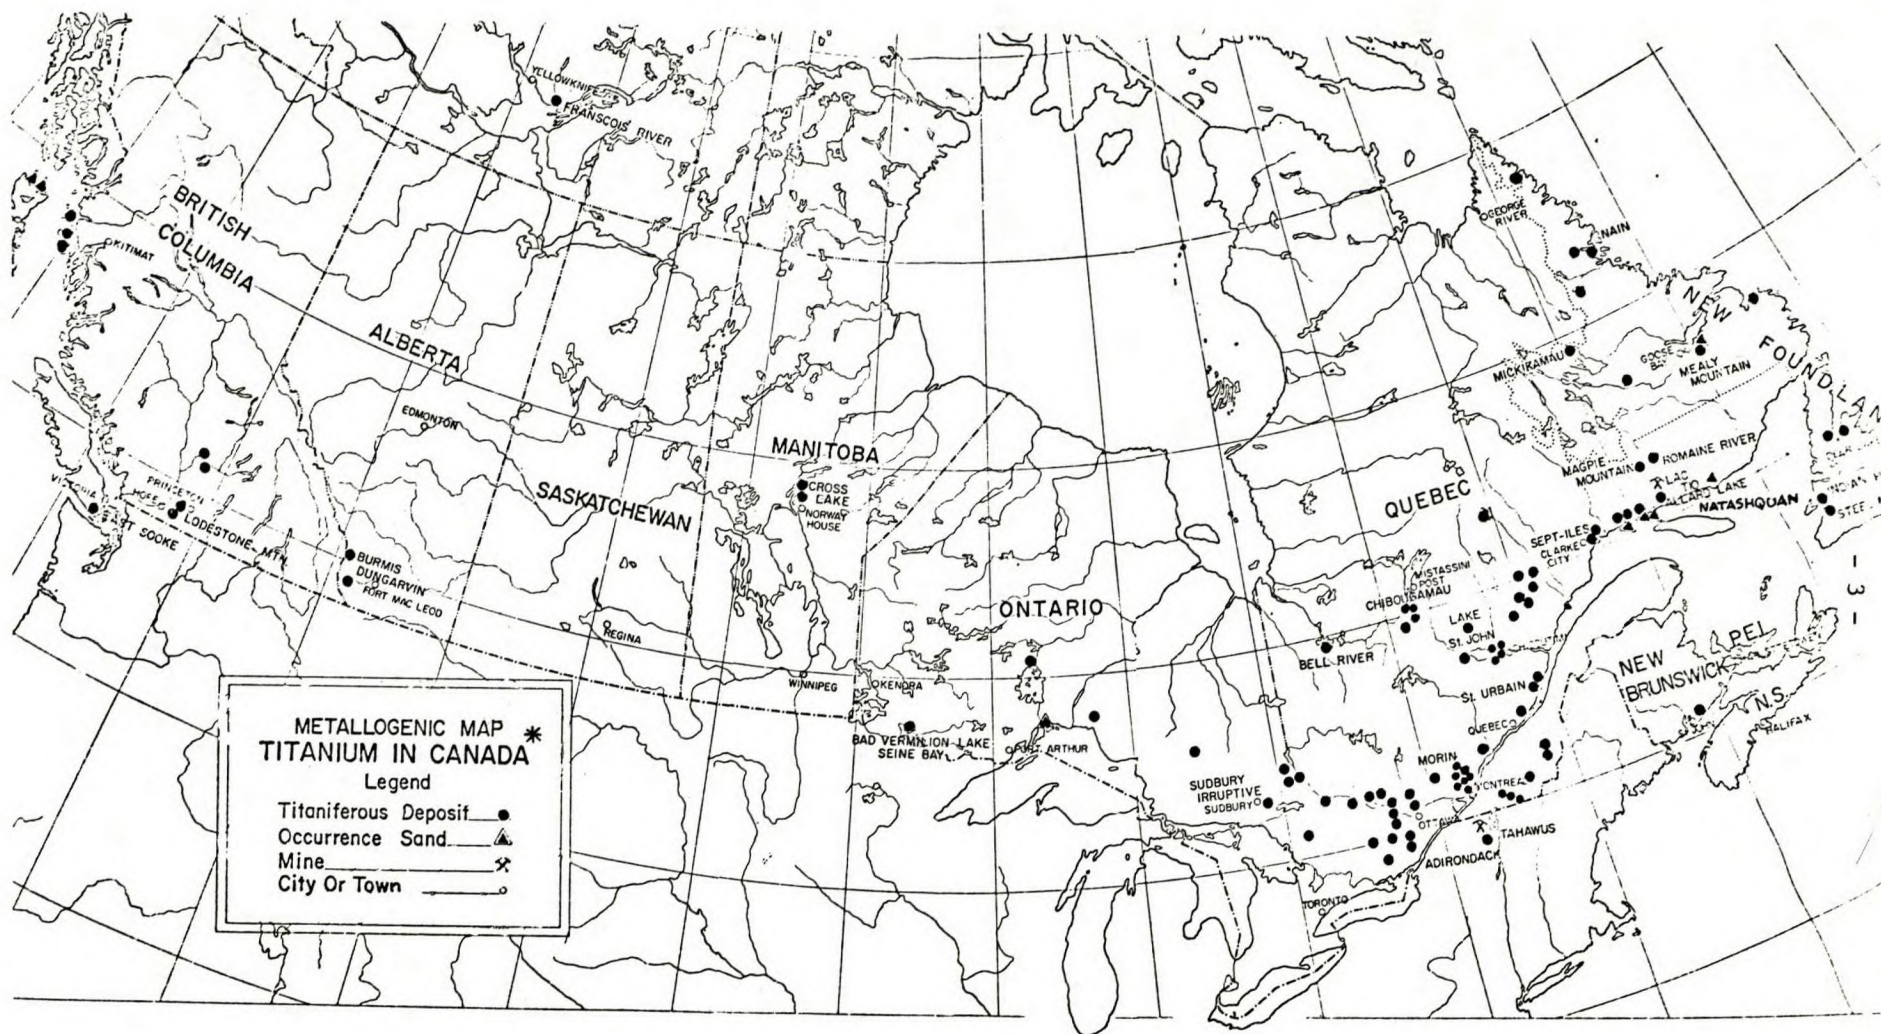 YELLOWKNIFE
FRANSCOIS RIVER
BRITISH
COLUMBIA
KITIMAT
ALBERTA
EDMONTON
SASKATCHEWAN
MANITOBA
CROSS
LAKE
NORWAY
HOUSE
PRINCETON
HOPE
LODESTONE MTN.
VICTORIA
EAST SOOKE
BURMIS
DUNGARVIN
FORT MAC LEOD
REGINA
WINNIPEG
KENORA
BAD VERMILION LAKE
SEINE BAY
PORT ARTHUR
ONTARIO
SUDBURY
IRRUPTIVE
SUDBURY
TORONTO
OTTAWA
ADIRONDACK
TAHAWUS
MORIN
MONTREAL
QUEBEC
ST. URBAIN
LAKE
ST. JOHN
BELL RIVER
MISTASSINI
POST
CHIBOUGAMAU
QUEBEC
SEPT-ILES
CLARKE
CITY
NATASHQUAN
LAC
TIO
ALLARD LAKE
MAGPIE
MOUNTAIN
ROMAINE RIVER
MICKIKAMAU
GOOSE
BAY
MEALY
MOUNTAIN
GEORGE
RIVER
NAIN
NEW
FOUNDLAN
INDIAN H
STEE
NEW
BRUNSWICK
P.E.I.
N.S.
HALIFAX
-3-
METALLOGENIC MAP *
TITANIUM IN CANADA
Legend
Titaniferous Deposit
Occurrence Sand
Mine
City Or Town